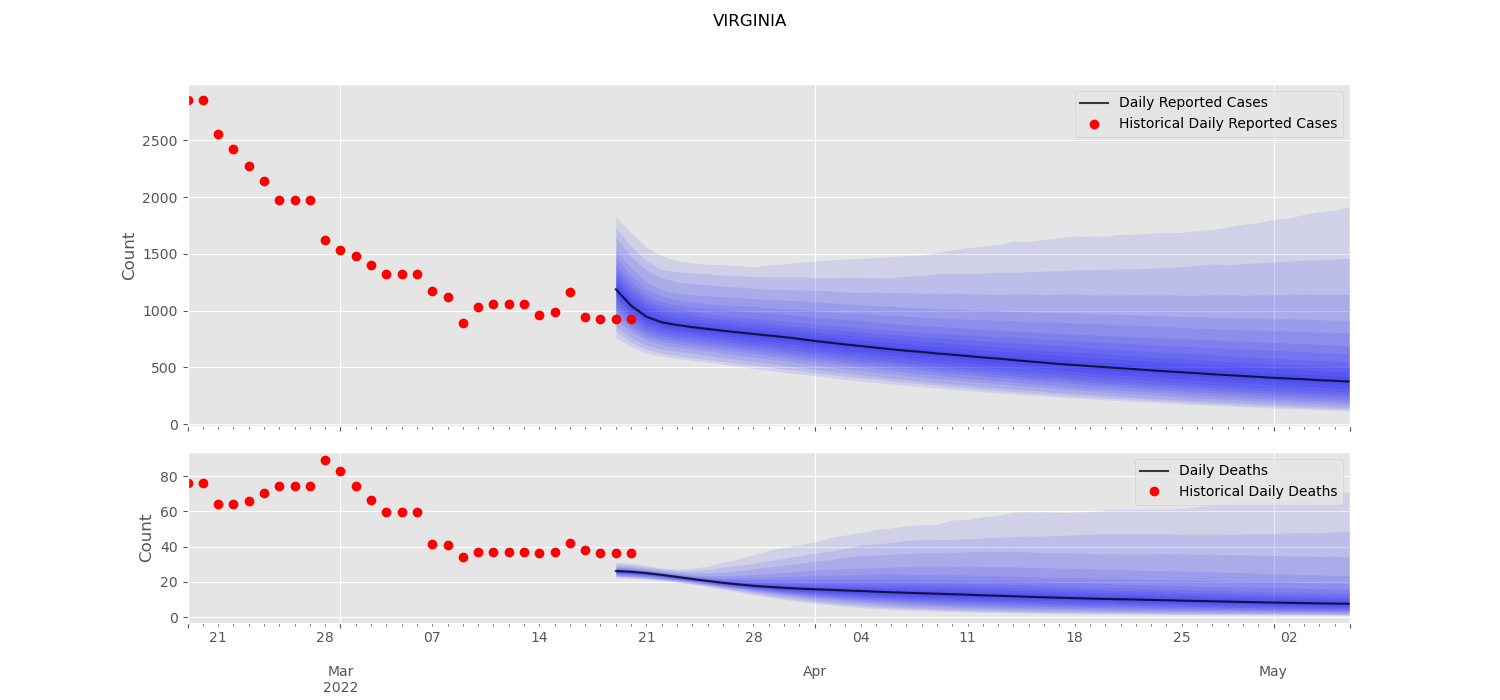 VIRGINIA
Daily Reported Cases
Historical Daily Reported Cases
Count
2500
2000
1500
1000
500
0
Daily Deaths
Historical Daily Deaths
Count
80
60
40
20
0
21 28 07 14 21 28 04 11 18 25 02
Mar Apr May
2022